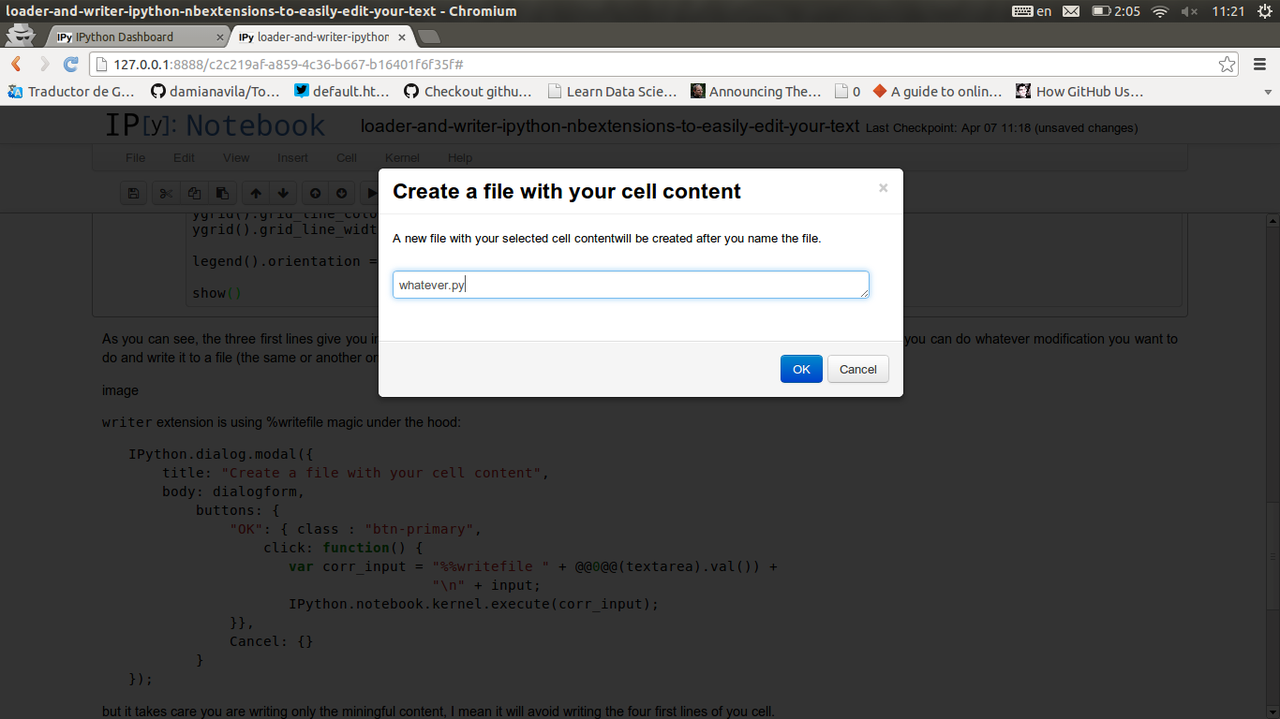 loader-and-writer-ipython-nbextensions-to-easily-edit-your-text - Chromium
en
2:05
11:21
IPy IPython Dashboard ×
IPy loader-and-writer-ipython ×
127.0.0.1:8888/c2c219af-a859-4c36-b667-b16401f6f35f#
Traductor de G...
damianavila/To...
default.ht...
Checkout githu...
Learn Data Scie...
Announcing The...
0
A guide to onlin...
How GitHub Us...
IP[y]: Notebook
loader-and-writer-ipython-nbextensions-to-easily-edit-your-text Last Checkpoint: Apr 07 11:18 (unsaved changes)
File Edit View Insert Cell Kernel Help
Create a file with your cell content ×
A new file with your selected cell contentwill be created after you name the file.
whatever.py
OK Cancel
ygrid().grid_line_colo
ygrid().grid_line_widt
legend().orientation =
show()
As you can see, the three first lines give you in
you can do whatever modification you want to
do and write it to a file (the same or another on
image
writer extension is using %writefile magic under the hood:
IPython.dialog.modal({
title: "Create a file with your cell content",
body: dialogform,
buttons: {
"OK": { class : "btn-primary",
click: function() {
var corr_input = "%%writefile " + @@0@@(textarea).val()) +
"\n" + input;
IPython.notebook.kernel.execute(corr_input);
}},
Cancel: {}
}
});
but it takes care you are writing only the miningful content, I mean it will avoid writing the four first lines of you cell.